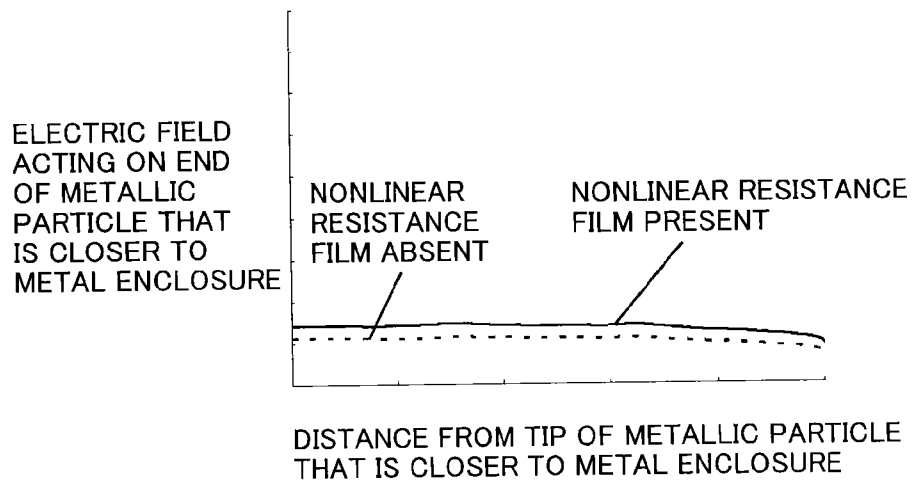 ELECTRIC FIELD
ACTING ON END
OF METALLIC
PARTICLE THAT
IS CLOSER TO
METAL ENCLOSURE
NONLINEAR
RESISTANCE
FILM ABSENT
NONLINEAR RESISTANCE
FILM PRESENT
DISTANCE FROM TIP OF METALLIC PARTICLE
THAT IS CLOSER TO METAL ENCLOSURE